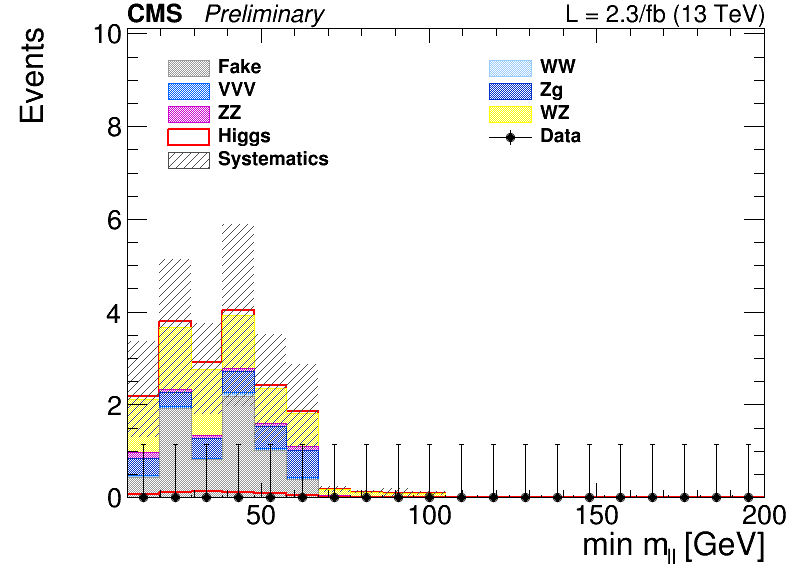 CMS Preliminary L = 2.3/fb (13 TeV)
Events
10
8
6
4
2
0
Fake
VVV
ZZ
Higgs
Systematics
WW
Zg
WZ
Data
50 100 150 200
min m_ll [GeV]